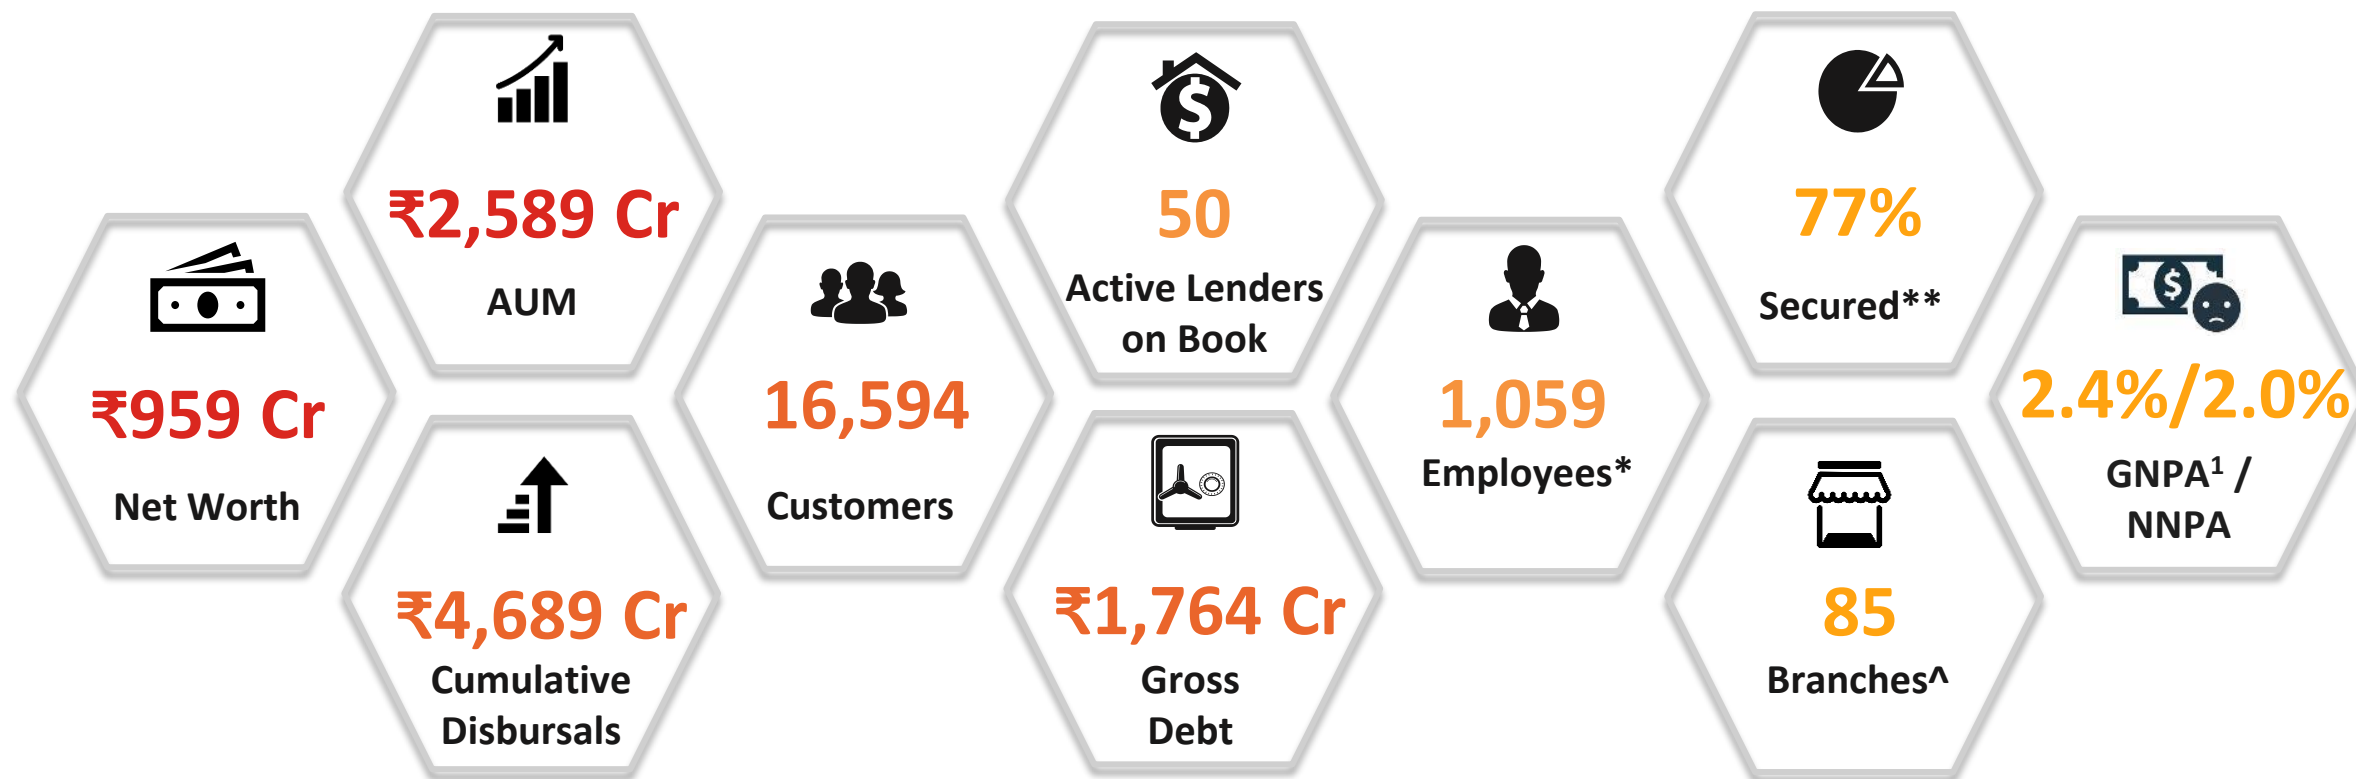 ₹959 Cr
Net Worth
₹2,589 Cr
AUM
₹4,689 Cr
Cumulative
Disbursals
16,594
Customers
50
Active Lenders
on Book
₹1,764 Cr
Gross
Debt
1,059
Employees*
77%
Secured**
85
Branches^
2.4%/2.0%
GNPA¹ /
NNPA